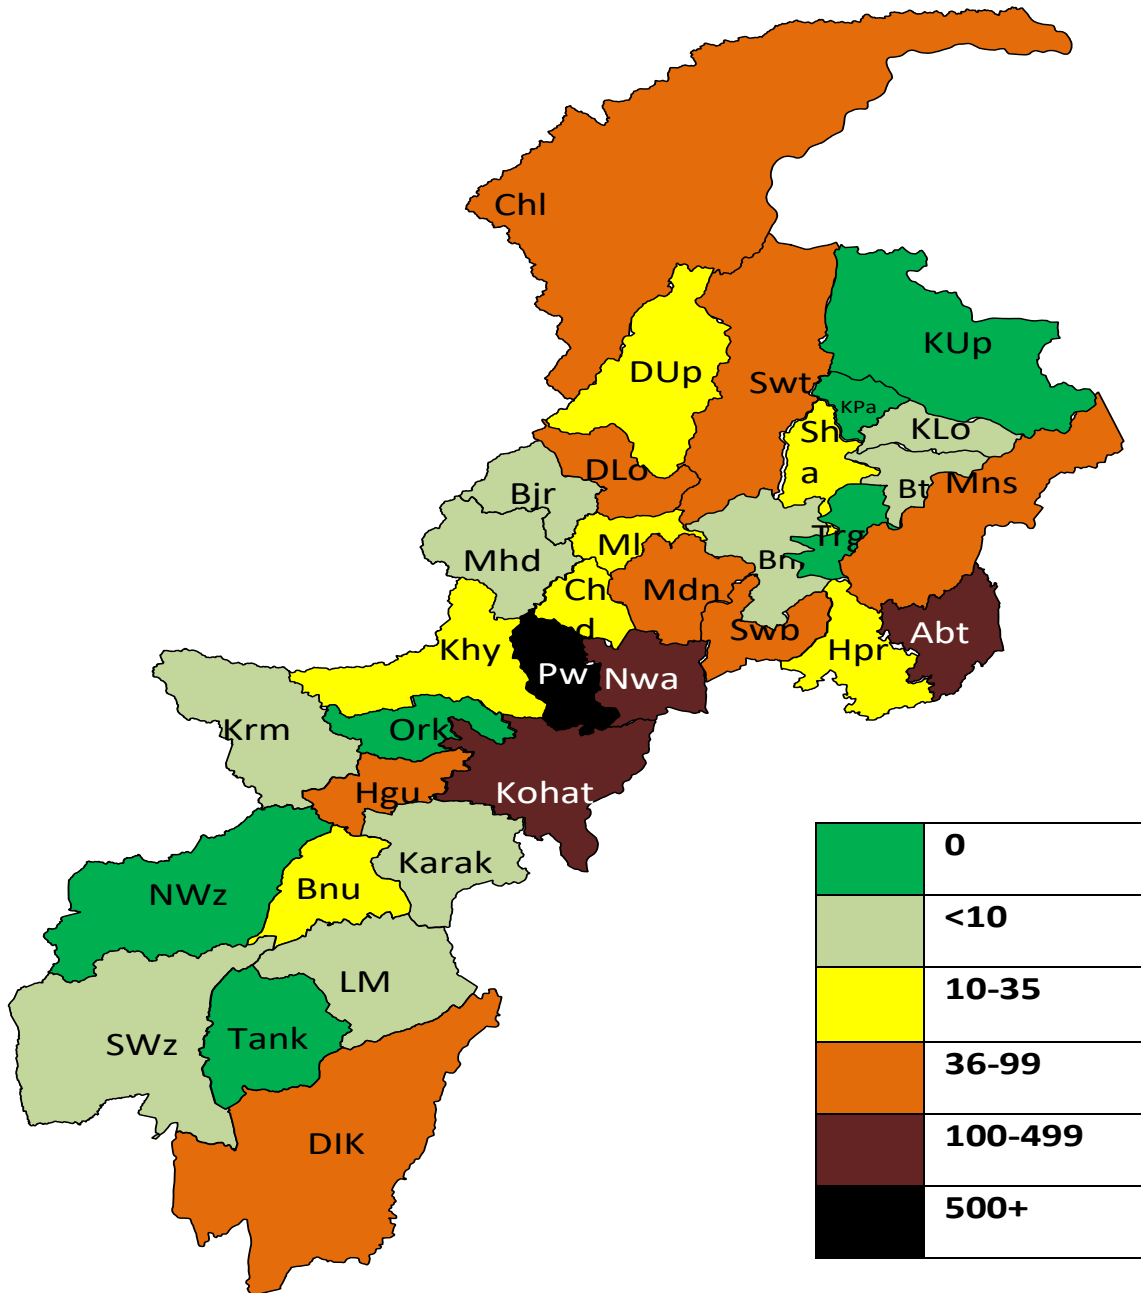 Chl
KUp
DUp
Swt
KPa
KLo
Sh
a
DLo
Bt
Mns
Bjr
Trg
Ml
Mhd
Bn
Mdn
Ch
d
Swb
Abt
Khy
Hpr
Pw
Nwa
Krm
Ork
Hgu
Kohat
Karak
Bnu
NWz
LM
SWz
Tank
DIK
0
<10
10-35
36-99
100-499
500+